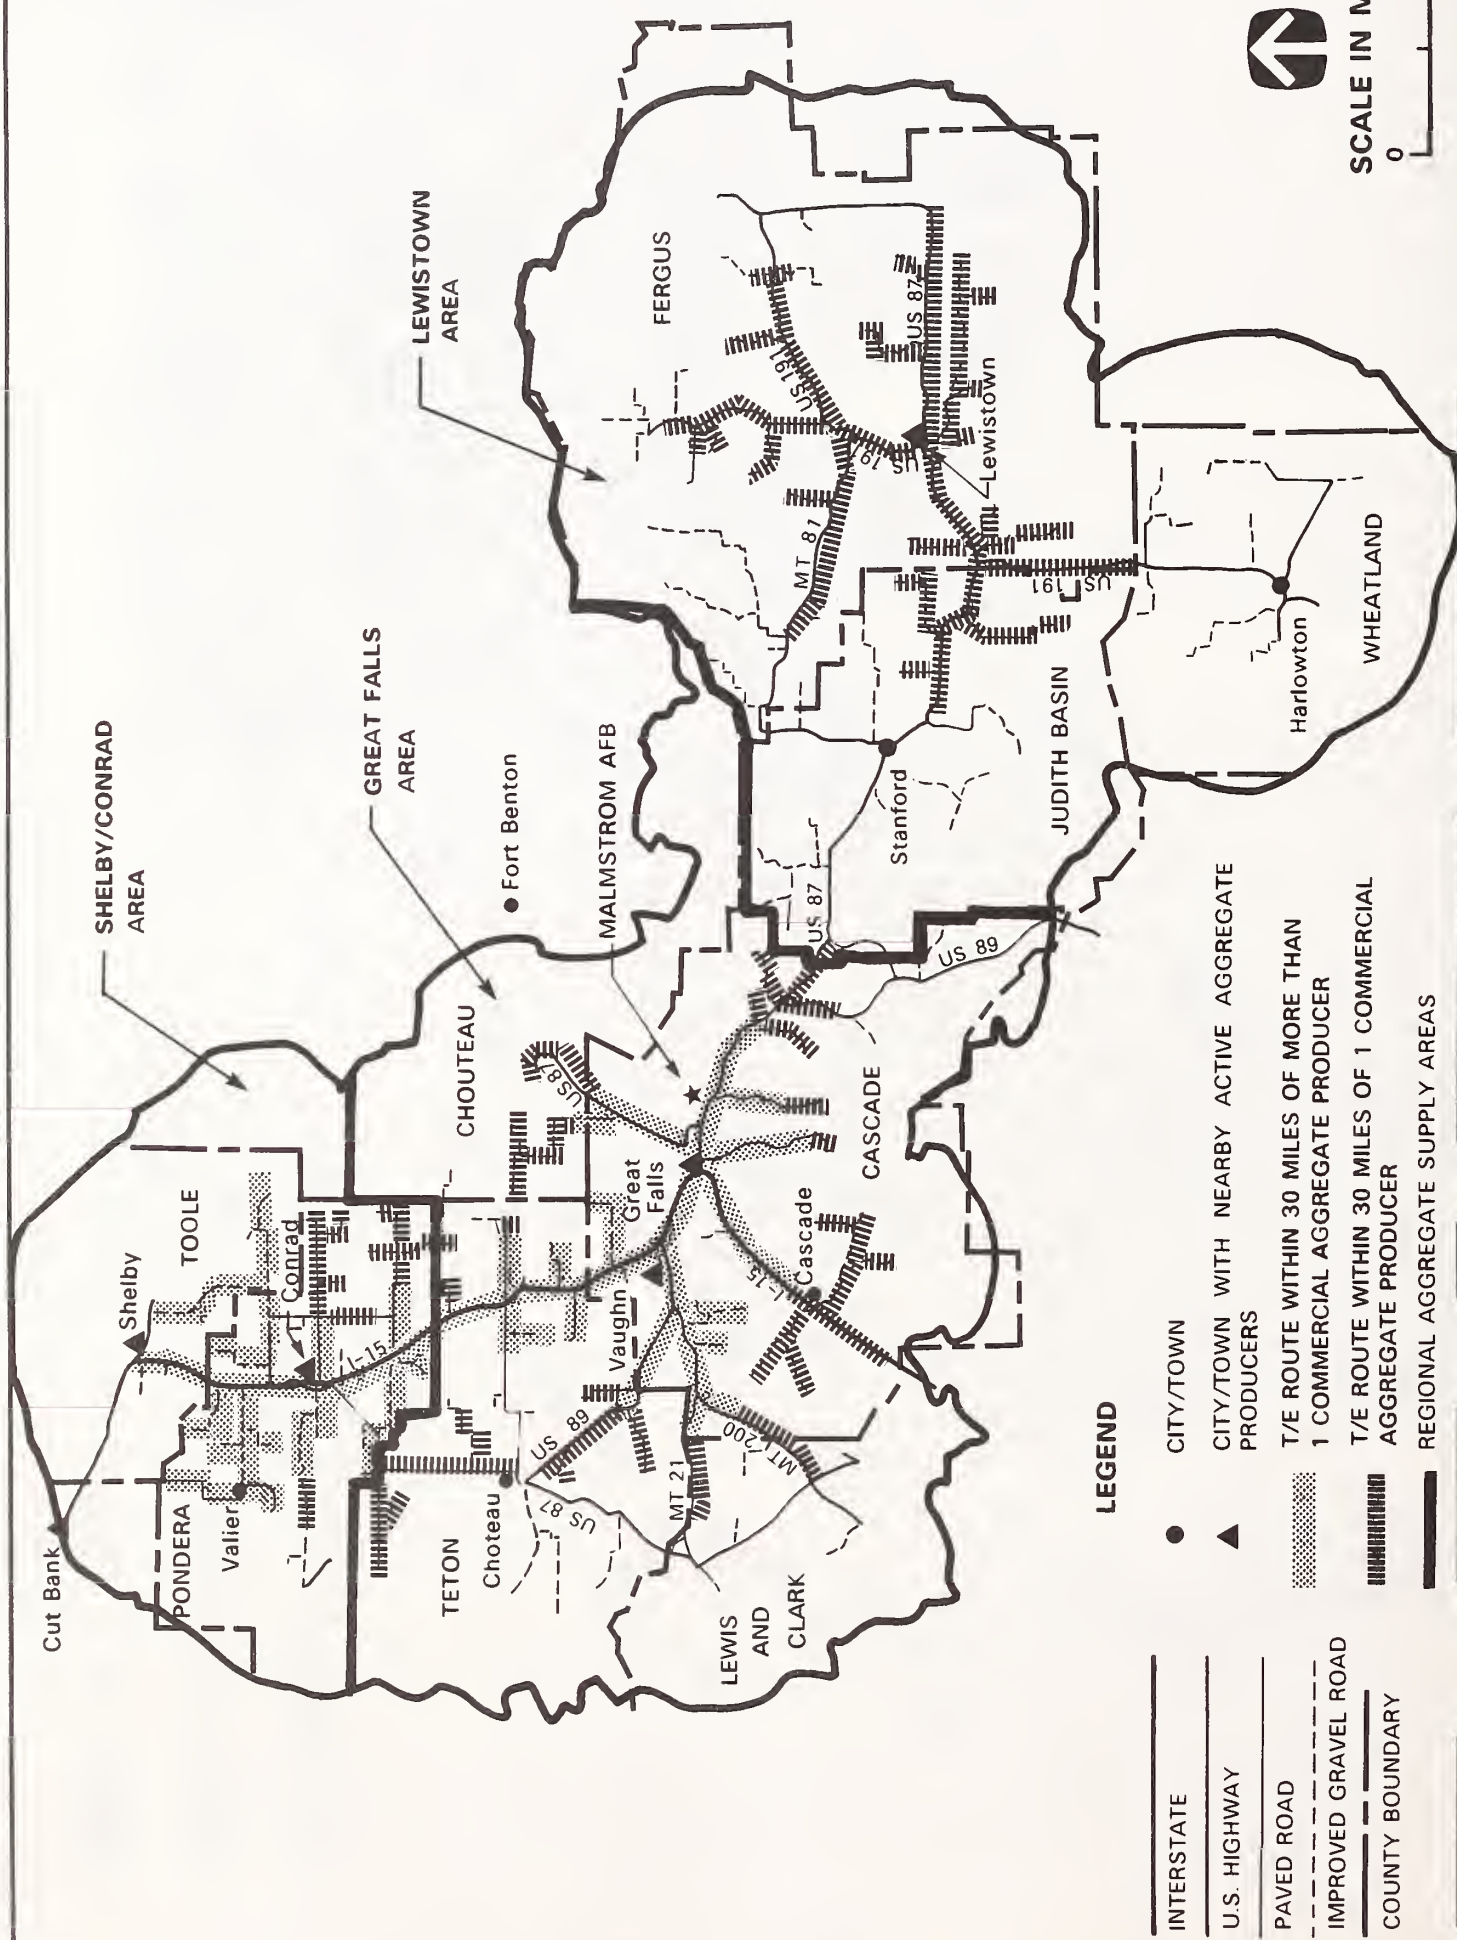 SHELBY/CONRAD
AREA
GREAT FALLS
AREA
LEWISTOWN
AREA
MALMSTROM AFB
Fort Benton
Cut Bank
Shelby
TOOLE
Conrad
I-15
PONDERA
Valier
CHOUTEAU
US 87
TETON
Choteau
US 89
US 87
Vaughn
Great
Falls
MT 21
MT 200
LEWIS
AND
CLARK
I-15
Cascade
CASCADE
US 87
US 89
FERGUS
US 191
US 87
US 191
MT 81
Lewistown
US 191
Stanford
JUDITH BASIN
Harlowton
WHEATLAND
LEGEND
INTERSTATE
U.S. HIGHWAY
PAVED ROAD
IMPROVED GRAVEL ROAD
COUNTY BOUNDARY
CITY/TOWN
CITY/TOWN WITH NEARBY ACTIVE AGGREGATE
PRODUCERS
T/E ROUTE WITHIN 30 MILES OF MORE THAN
1 COMMERCIAL AGGREGATE PRODUCER
T/E ROUTE WITHIN 30 MILES OF 1 COMMERCIAL
AGGREGATE PRODUCER
REGIONAL AGGREGATE SUPPLY AREAS
SCALE IN M
0